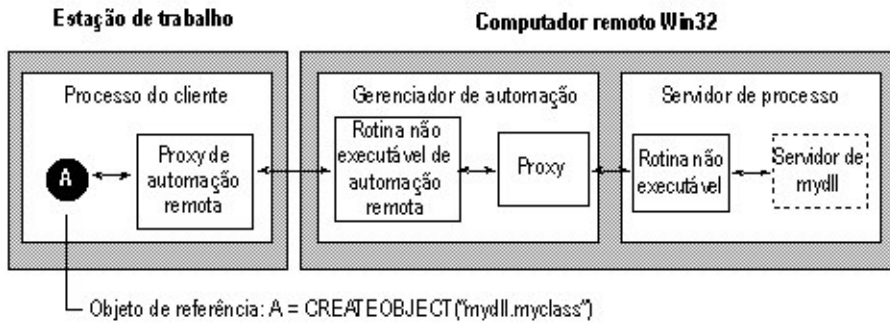 Estação de trabalho
Computador remoto Win32
Processo do cliente
Gerenciador de automação
Servidor de processo
A
Proxy de
automação
remota
Rotina não
executável de
automação
remota
Proxy
Rotina não
executável
Servidor de
mydll
Objeto de referência: A = CREATEOBJECT("mydll.myclass")